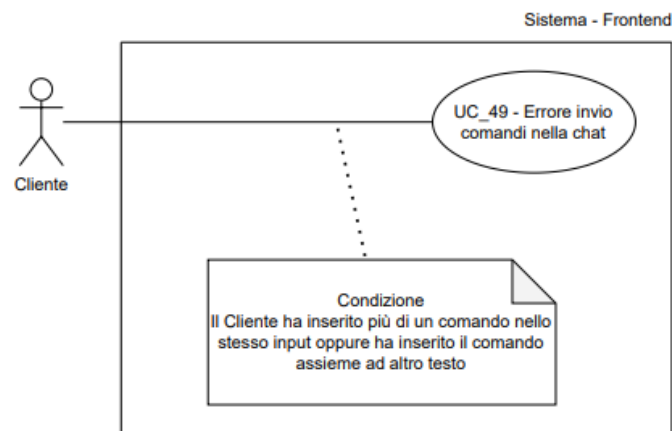 Sistema - Frontend
UC_49 - Errore invio
comandi nella chat
Cliente
Condizione
Il Cliente ha inserito più di un comando nello
stesso input oppure ha inserito il comando
assieme ad altro testo